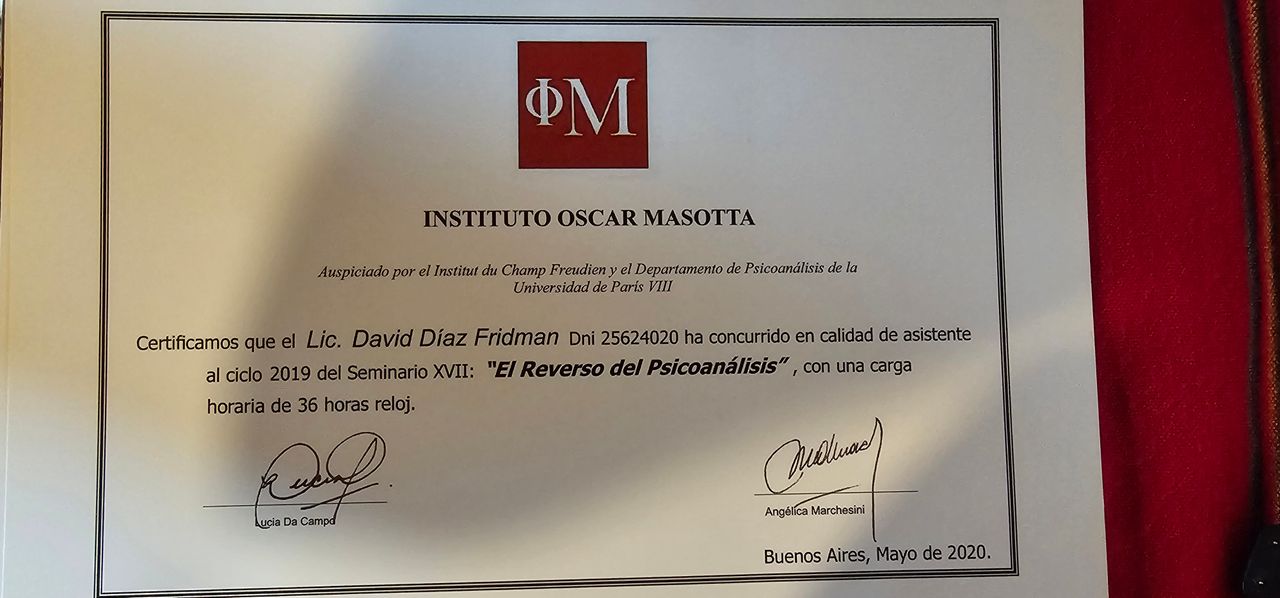 ΦM
INSTITUTO OSCAR MASOTTA
Auspiciado por el Institut du Champ Freudien y el Departamento de Psicoanálisis de la
Universidad de París VIII
Certificamos que el Lic. David Díaz Fridman Dni 25624020 ha concurrido en calidad de asistente
al ciclo 2019 del Seminario XVII: "El Reverso del Psicoanálisis” , con una carga
horaria de 36 horas reloj.
Lucia Da Campo
Angélica Marchesini
Buenos Aires, Mayo de 2020.